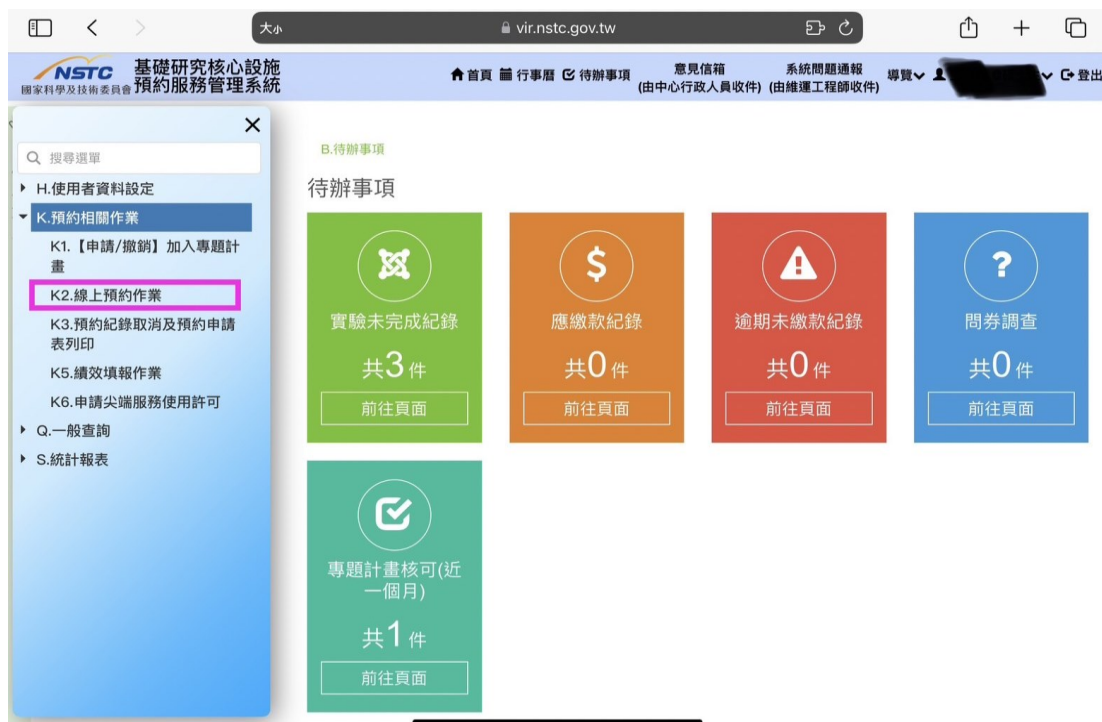 大小
vir.nstc.gov.tw
NSTC
國家科學及技術委員會
基礎研究核心設施
預約服務管理系統
首頁 行事曆 待辦事項
意見信箱
(由中心行政人員收件)
系統問題通報
(由維運工程師收件)
導覽
登出
搜尋選單
H.使用者資料設定
K.預約相關作業
K1.【申請/撤銷】加入專題計
畫
K2.線上預約作業
K3.預約紀錄取消及預約申請
表列印
K5.績效填報作業
K6.申請尖端服務使用許可
Q.一般查詢
S.統計報表
B.待辦事項
待辦事項
實驗未完成紀錄
共3件
前往頁面
應繳款紀錄
共0件
前往頁面
逾期未繳款紀錄
共0件
前往頁面
問券調查
共0件
前往頁面
專題計畫核可(近
一個月)
共1件
前往頁面